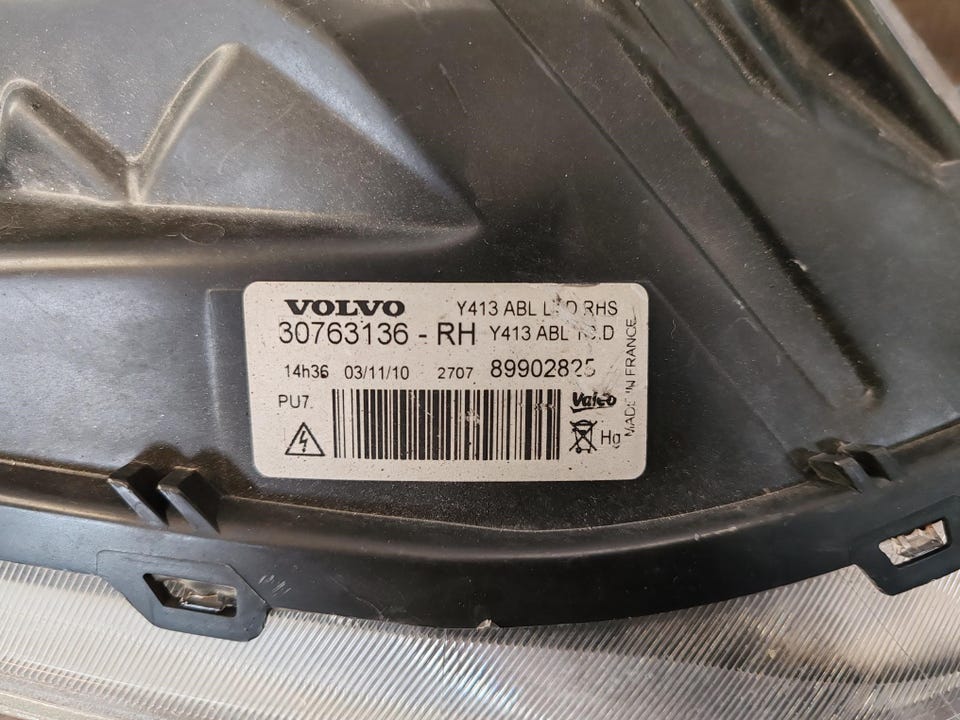 VOLVO Y413 ABL RHS
30763136 - RH Y413 ABL
14h36 03/11/10 2707 89902825
PU7
Valeo
Hg
MADE IN FRANCE